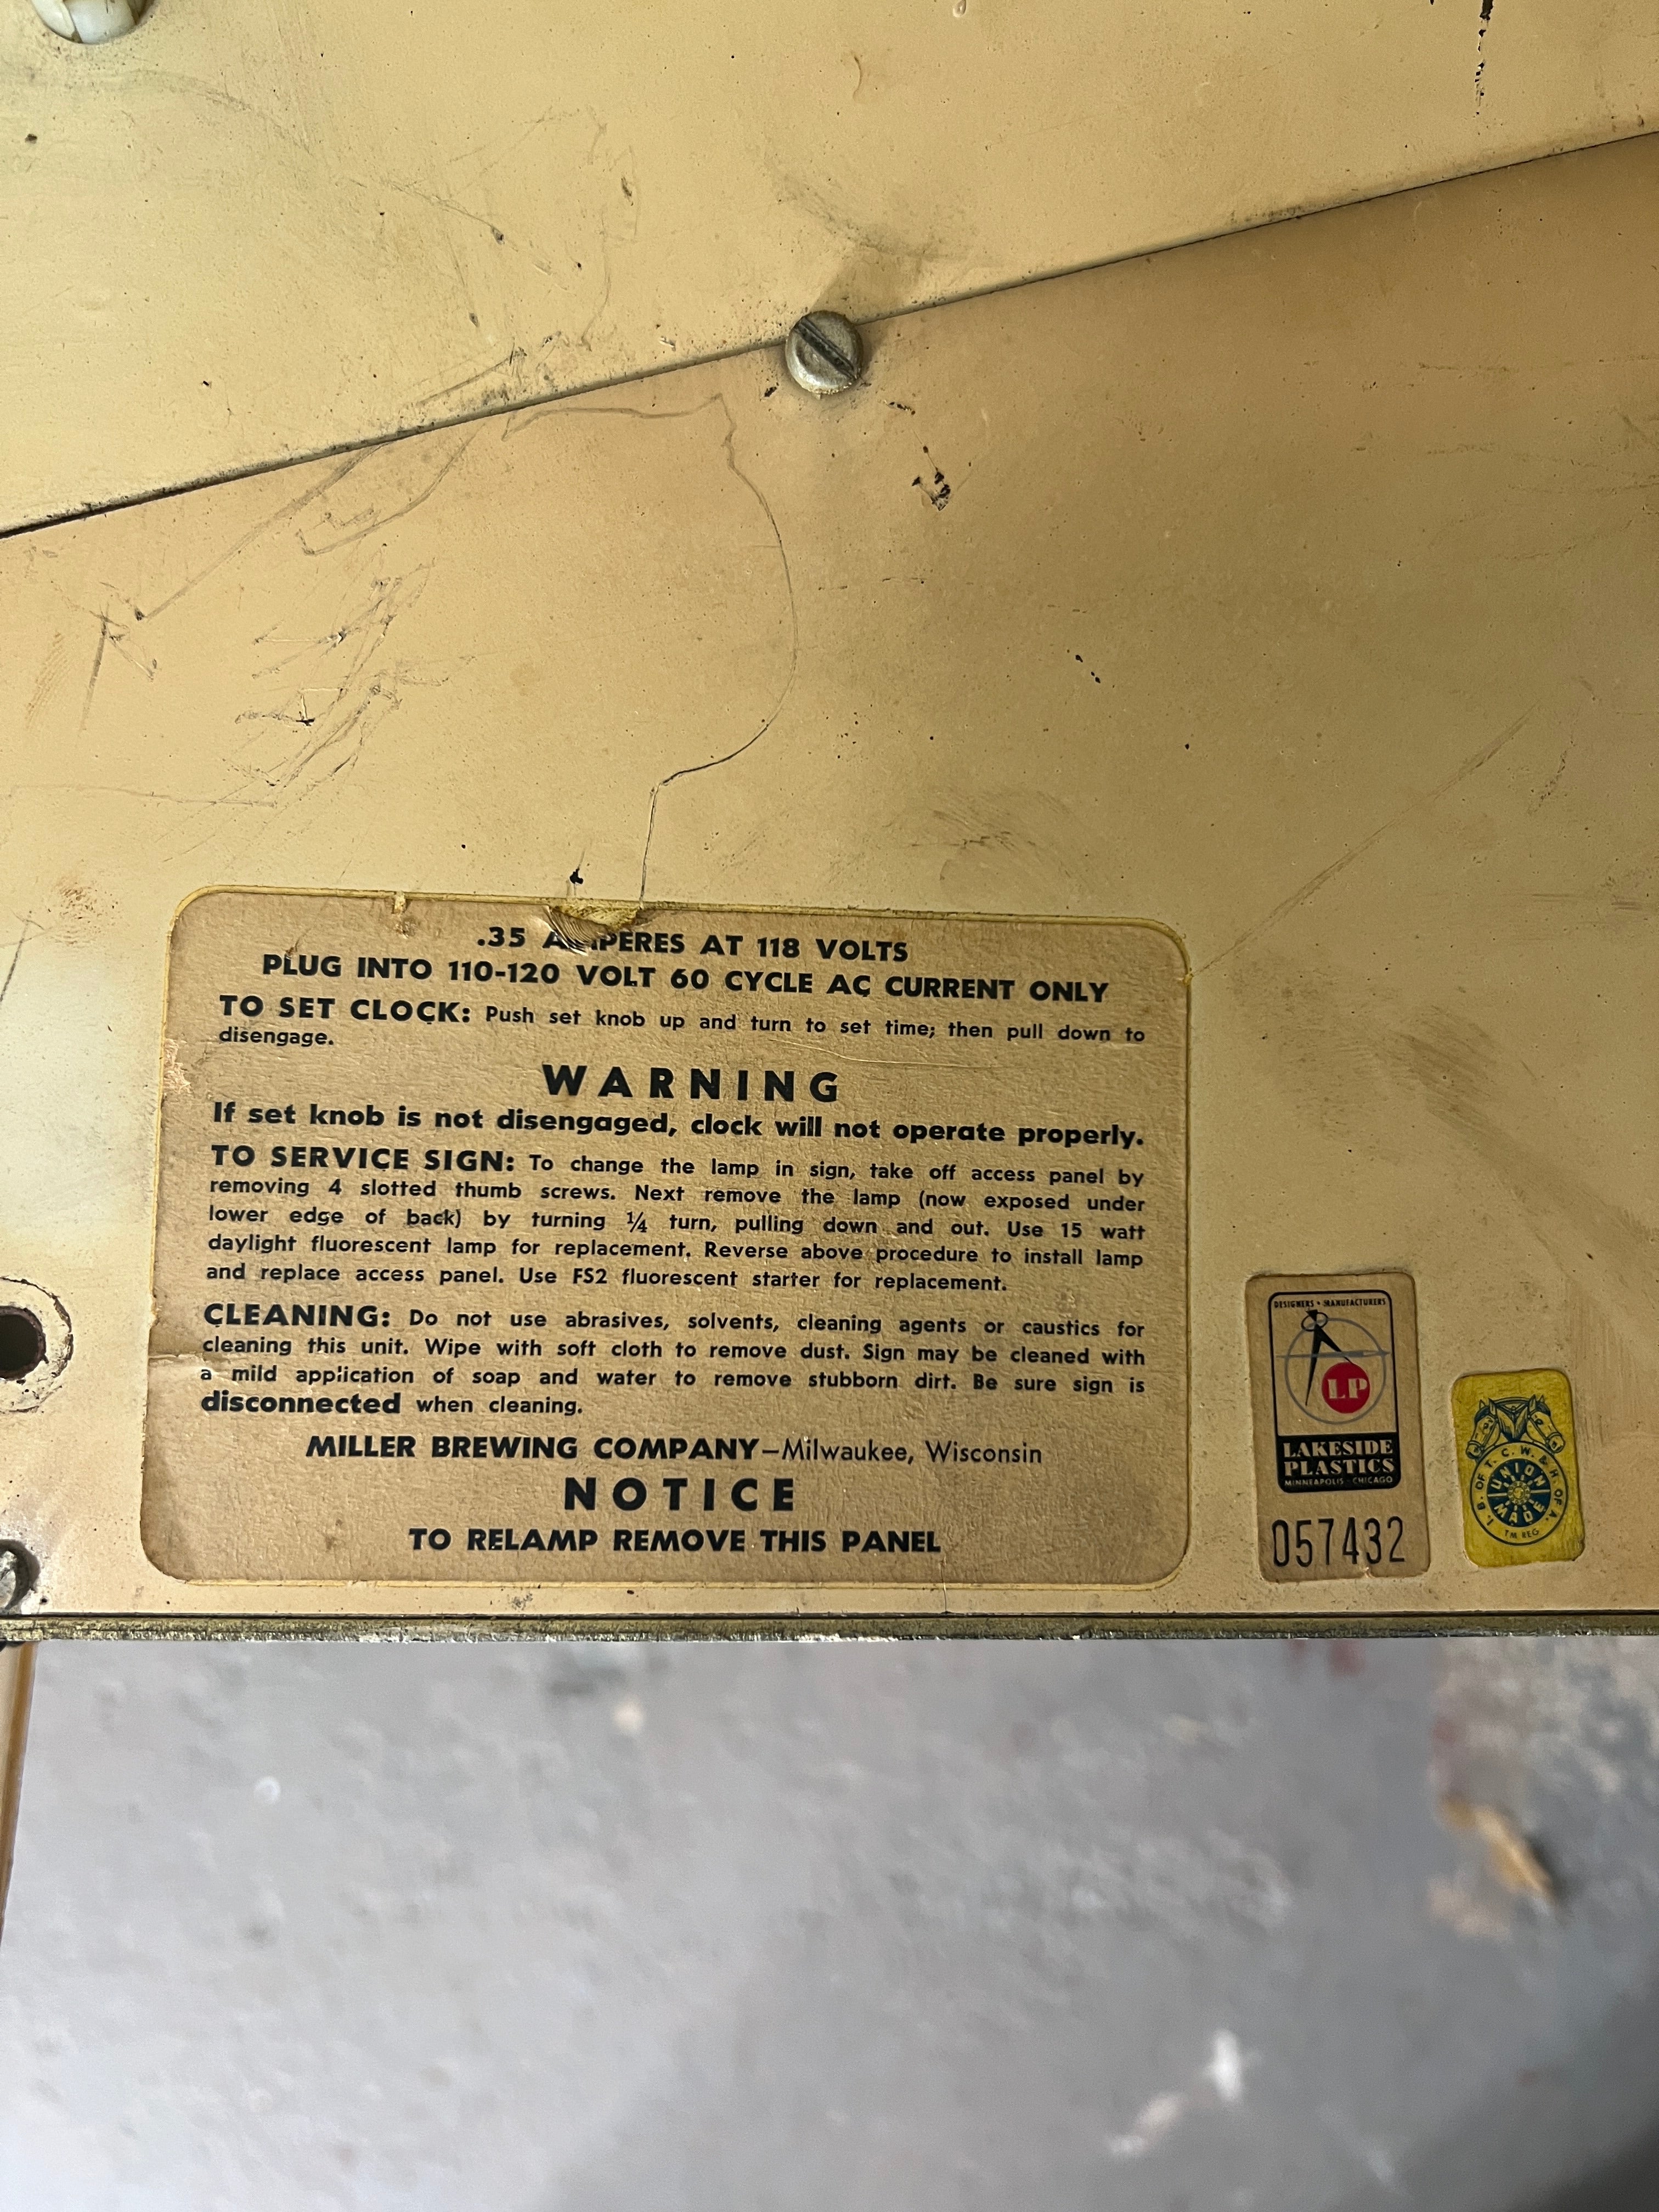 .35 AMPERES AT 118 VOLTS
PLUG INTO 110-120 VOLT 60 CYCLE AC CURRENT ONLY
TO SET CLOCK: Push set knob up and turn to set time; then pull down to
disengage.
WARNING
If set knob is not disengaged, clock will not operate properly.
TO SERVICE SIGN: To change the lamp in sign, take off access panel by
removing 4 slotted thumb screws. Next remove the lamp (now exposed under
lower edge of back) by turning ¼ turn, pulling down and out. Use 15 watt
daylight fluorescent lamp for replacement. Reverse above procedure to install lamp
and replace access panel. Use FS2 fluorescent starter for replacement.
CLEANING: Do not use abrasives, solvents, cleaning agents or caustics for
cleaning this unit. Wipe with soft cloth to remove dust. Sign may be cleaned with
a mild application of soap and water to remove stubborn dirt. Be sure sign is
disconnected when cleaning.
MILLER BREWING COMPANY—Milwaukee, Wisconsin
NOTICE
TO RELAMP REMOVE THIS PANEL
DESIGNERS • MANUFACTURERS
LP
LAKESIDE
PLASTICS
MINNEAPOLIS · CHICAGO
057432
I. B. OF T. C. W. & H. OF A.
UNION
MADE
T.M. REG